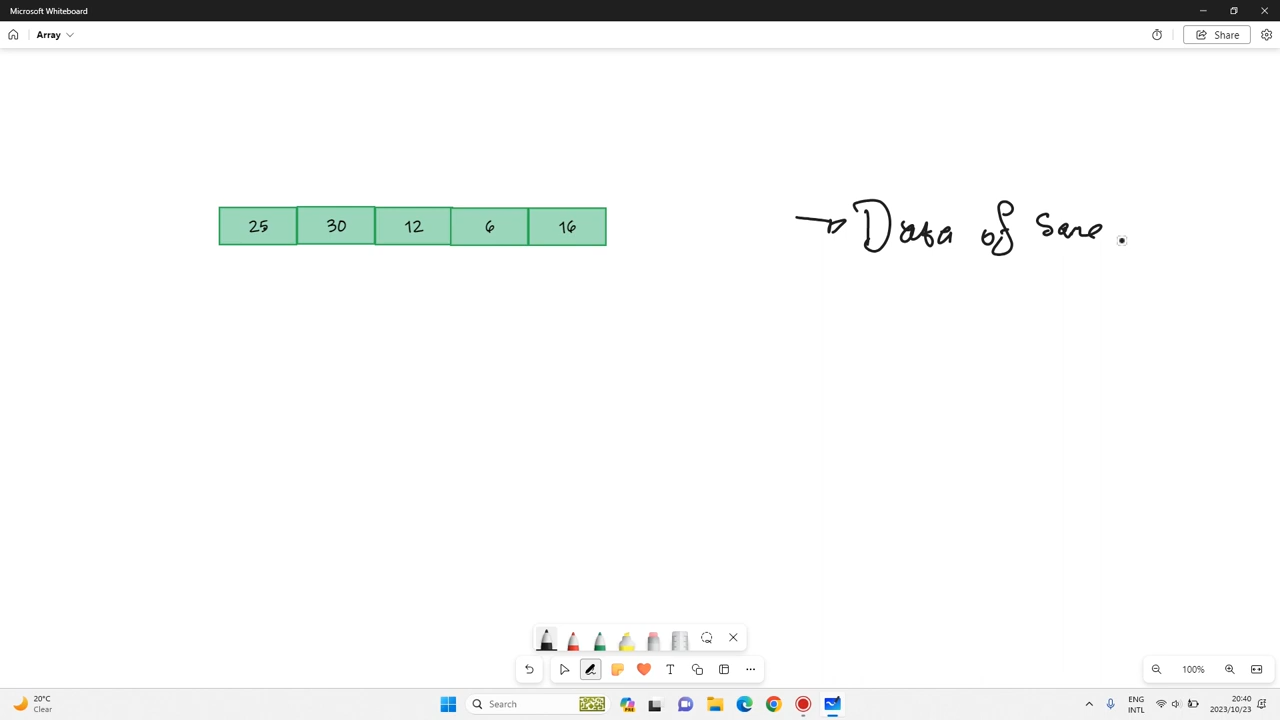 Microsoft Whiteboard
Array
Share
25 30 12 6 16
→ Data of Same
100%
20°C
Clear
Search
ENG
INTL
20:40
2023/10/23